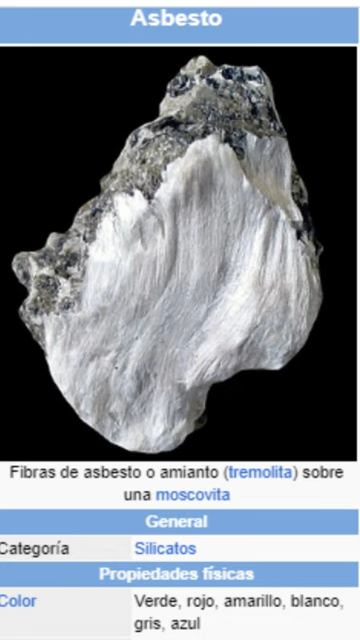 Asbesto
Fibras de asbesto o amianto (tremolita) sobre
una moscovita
General
Categoría Silicatos
Propiedades físicas
Color Verde, rojo, amarillo, blanco,
gris, azul